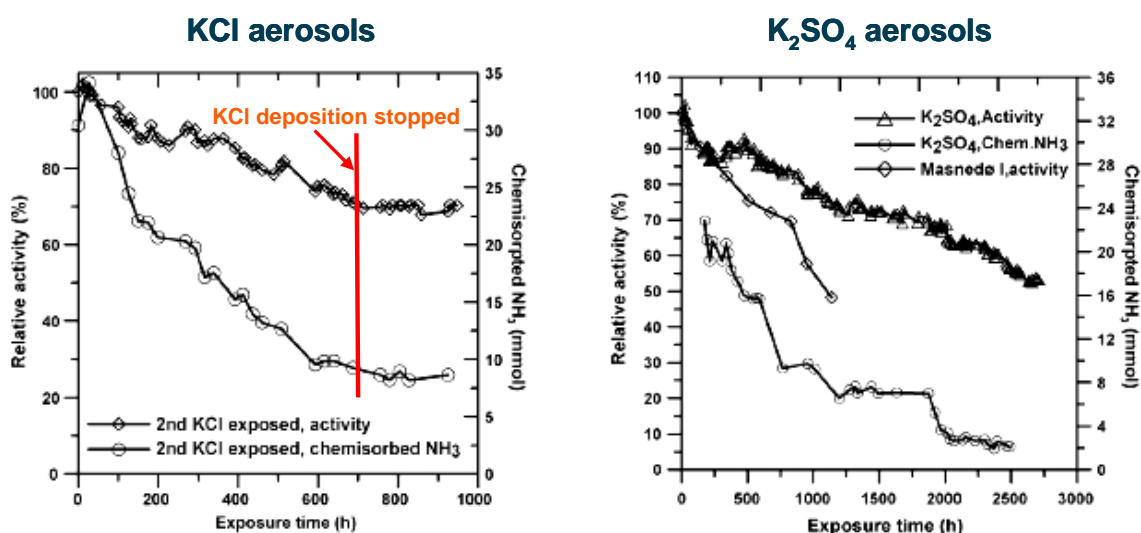 KCl aerosols
KCl deposition stopped
Relative activity (%)
100
80
60
40
20
0
35
30
25
20
15
10
5
0
Chemisorpted NH3 (mmol)
2nd KCl exposed, activity
2nd KCl exposed, chemisorbed NH3
0 200 400 600 800 1000
Exposure time (h)
K2SO4 aerosols
Relative activity (%)
110
100
90
80
70
60
50
40
30
20
10
0
36
32
28
24
20
16
12
8
4
0
Chemisorpted NH3 (mmol)
K2SO4,Activity
K2SO4,Chem.NH3
Masnedø I,activity
0 500 1000 1500 2000 2500 3000
Exposure time (h)